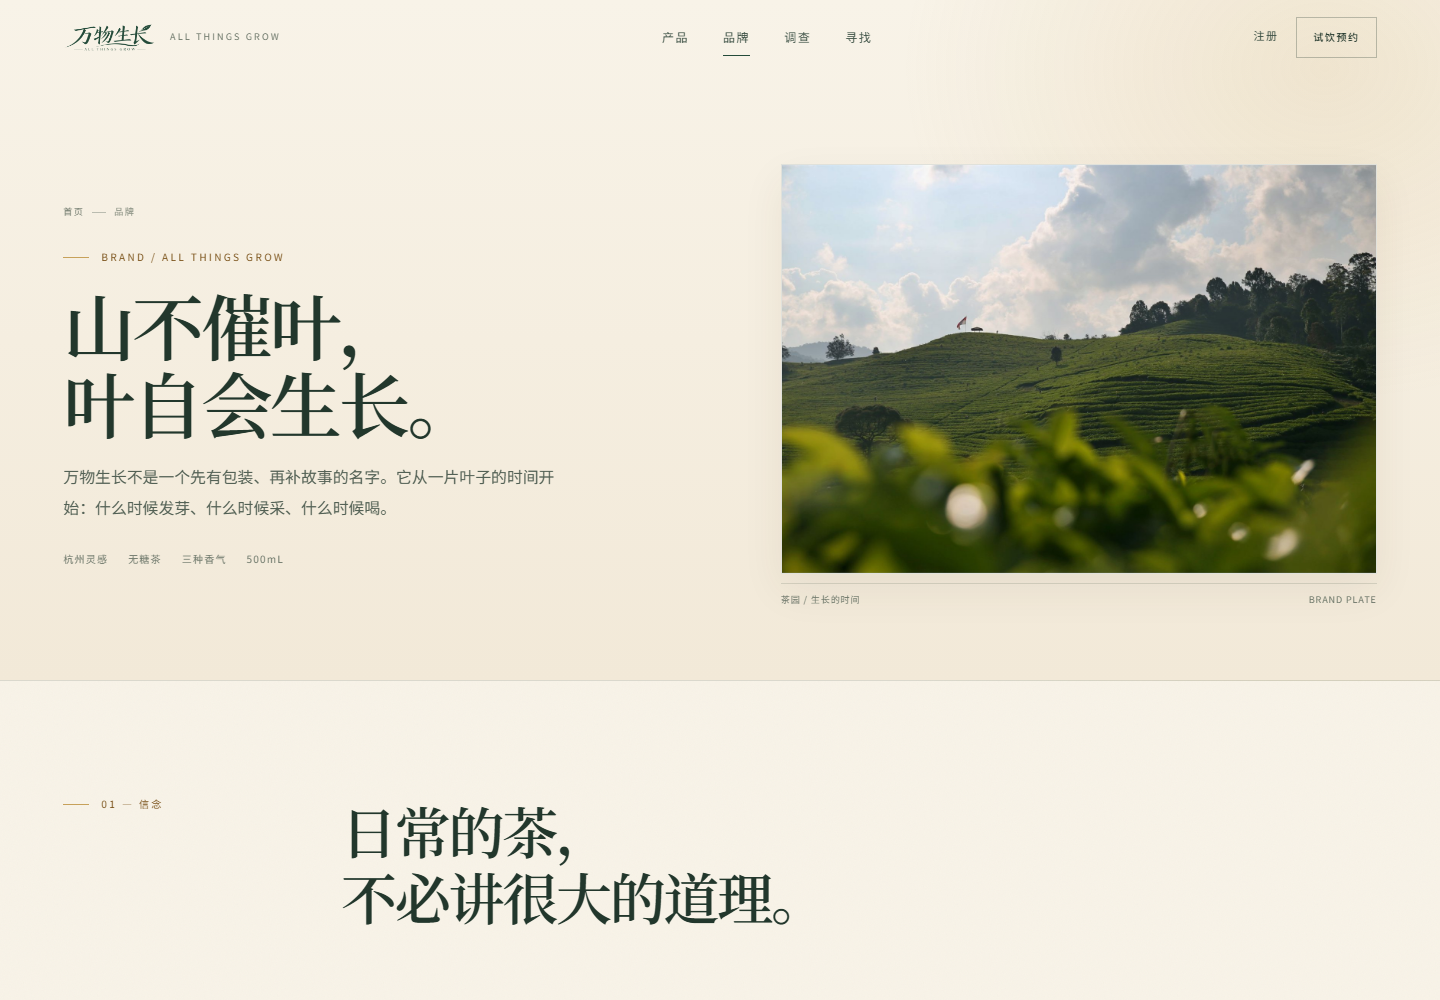 万物生长
ALL THINGS GROW
ALL THINGS GROW
产品
品牌
调查
寻找
注册
试饮预约
首页 — 品牌
BRAND / ALL THINGS GROW
山不催叶，
叶自会生长。
万物生长不是一个先有包装、再补故事的名字。它从一片叶子的时间开
始：什么时候发芽、什么时候采、什么时候喝。
杭州灵感
无糖茶
三种香气
500mL
茶园 / 生长的时间
BRAND PLATE
01 — 信念
日常的茶，
不必讲很大的道理。